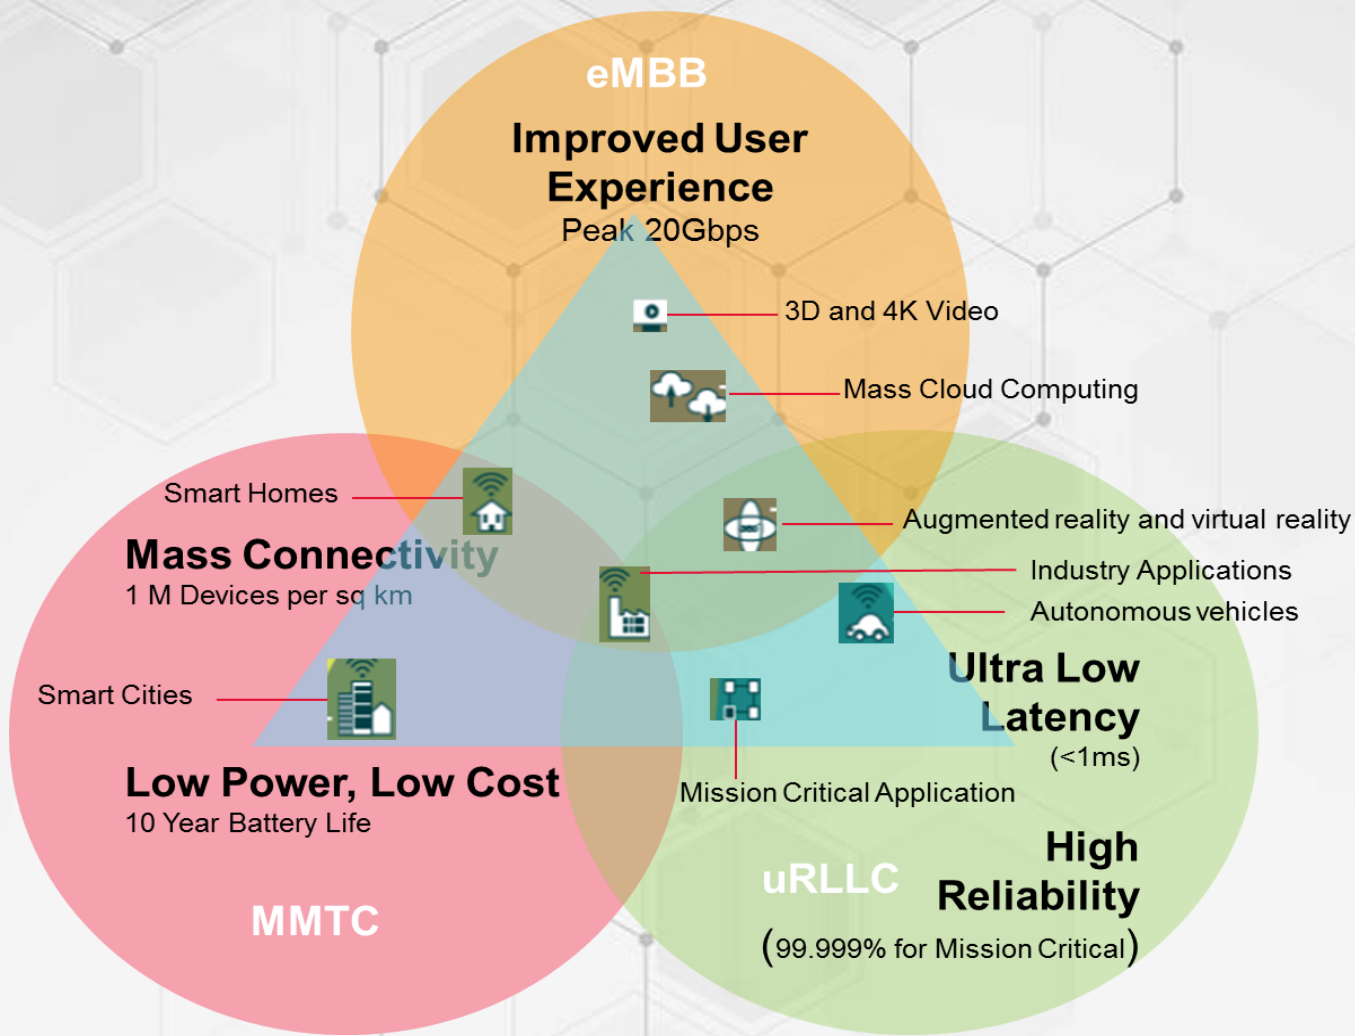 eMBB
Improved User
Experience
Peak 20Gbps
3D and 4K Video
Mass Cloud Computing
Smart Homes
Augmented reality and virtual reality
Mass Connectivity
1 M Devices per sq km
Industry Applications
Autonomous vehicles
Smart Cities
Ultra Low
Latency
(<1ms)
Low Power, Low Cost
10 Year Battery Life
Mission Critical Application
High
Reliability
(99.999% for Mission Critical)
uRLLC
MMTC